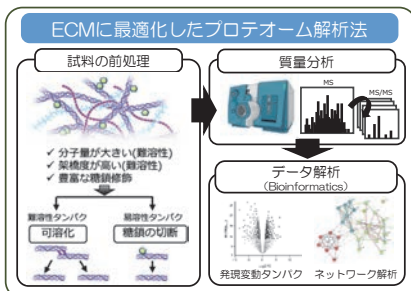 ECMに最適化したプロテオーム解析法
試料の前処理
✓ 分子量が大きい(難溶性)
✓ 架橋度が高い(難溶性)
✓ 豊富な糖鎖修飾
難溶性タンパク
可溶化
易溶性タンパク
糖鎖の切断
質量分析
MS
MS/MS
データ解析
(Bioinformatics)
発現変動タンパク
ネットワーク解析